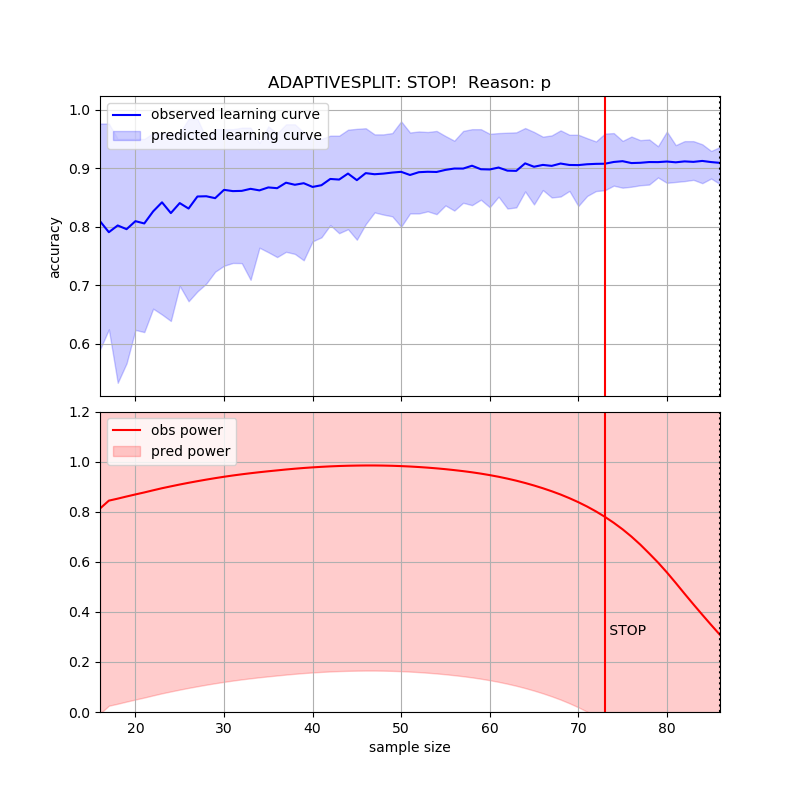 ADAPTIVESPLIT: STOP!  Reason: p
1.0
0.9
0.8
0.7
0.6
accuracy
observed learning curve
predicted learning curve
1.2
1.0
0.8
0.6
0.4
0.2
0.0
obs power
pred power
STOP
20 30 40 50 60 70 80
sample size